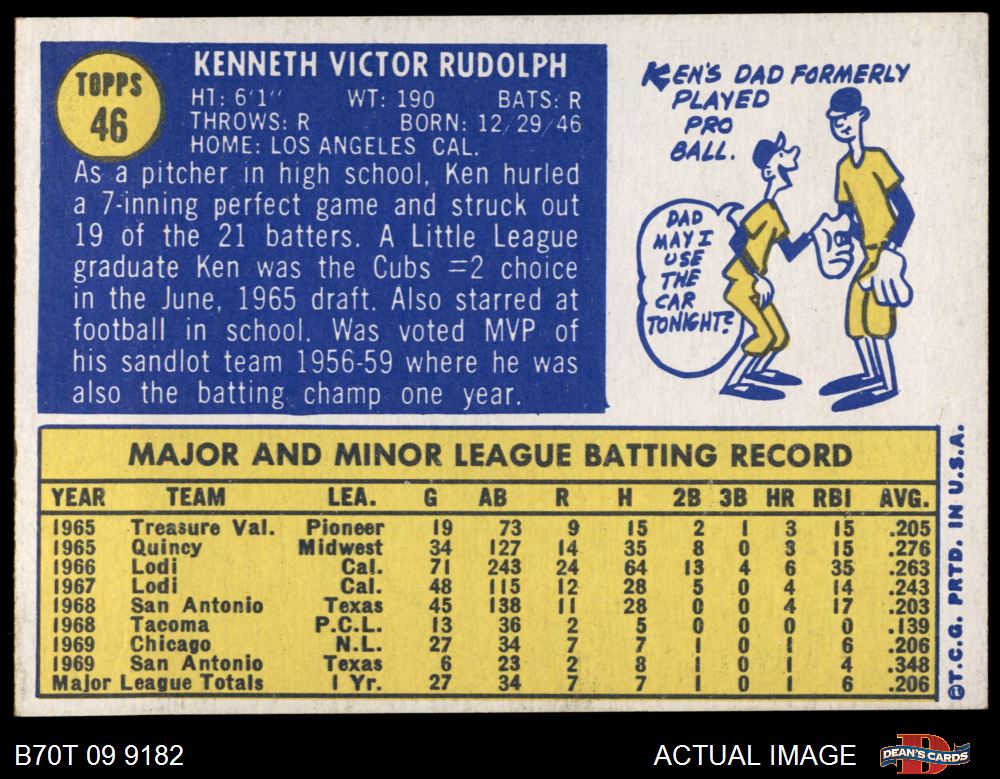 TOPPS
46
KENNETH VICTOR RUDOLPH
HT: 6'1" WT: 190 BATS: R
THROWS: R BORN: 12/29/46
HOME: LOS ANGELES CAL.
As a pitcher in high school, Ken hurled
a 7-inning perfect game and struck out
19 of the 21 batters. A Little League
graduate Ken was the Cubs =2 choice
in the June, 1965 draft. Also starred at
football in school. Was voted MVP of
his sandlot team 1956-59 where he was
also the batting champ one year.
KEN'S DAD FORMERLY
PLAYED
PRO
BALL.
DAD
MAY I
USE
THE
CAR
TONIGHT?
MAJOR AND MINOR LEAGUE BATTING RECORD
YEAR TEAM LEA. G AB R H 2B 3B HR RBI AVG.
1965 Treasure Val. Pioneer 19 73 9 15 2 1 3 15 .205
1965 Quincy Midwest 34 127 14 35 8 0 3 15 .276
1966 Lodi Cal. 71 243 24 64 13 4 6 35 .263
1967 Lodi Cal. 48 115 12 28 5 0 4 14 .243
1968 San Antonio Texas 45 138 11 28 0 0 4 17 .203
1968 Tacoma P.C.L. 13 36 2 5 0 0 0 0 .139
1969 Chicago N.L. 27 34 7 7 1 0 1 6 .206
1969 San Antonio Texas 6 23 2 8 1 0 1 4 .348
Major League Totals 1 Yr. 27 34 7 7 1 0 1 6 .206
©T.C.G. PRTD. IN U.S.A.
B70T 09 9182
ACTUAL IMAGE
DEAN'S CARDS